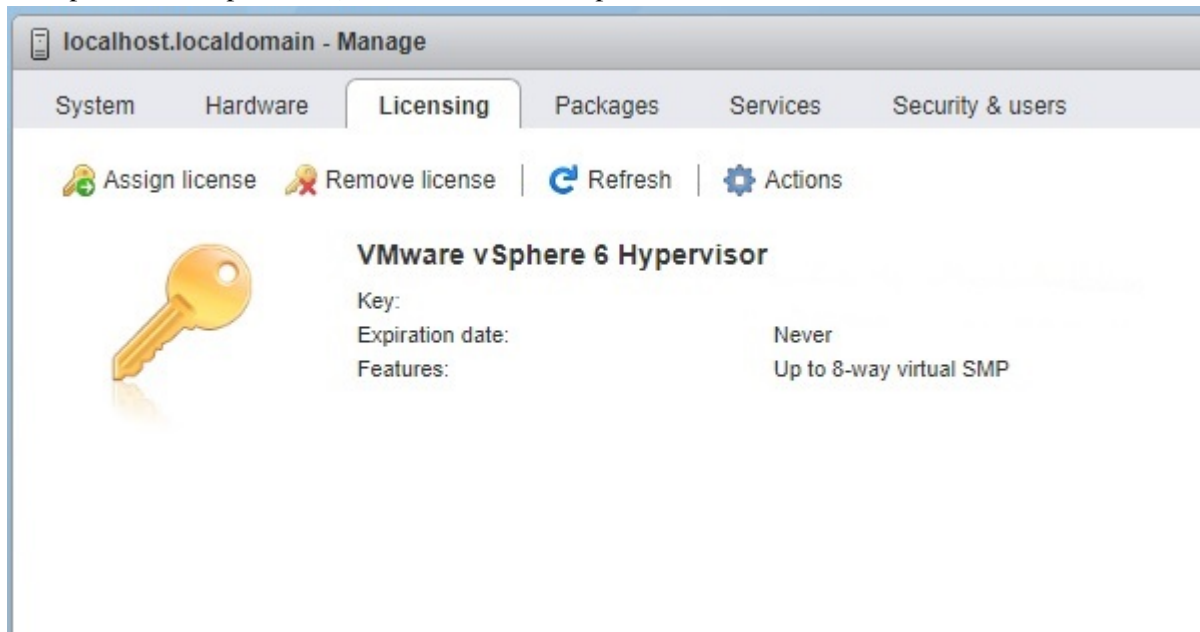 localhost.localdomain - Manage
System Hardware Licensing Packages Services Security & users
Assign license Remove license Refresh Actions
VMware vSphere 6 Hypervisor
Key:
Expiration date: Never
Features: Up to 8-way virtual SMP